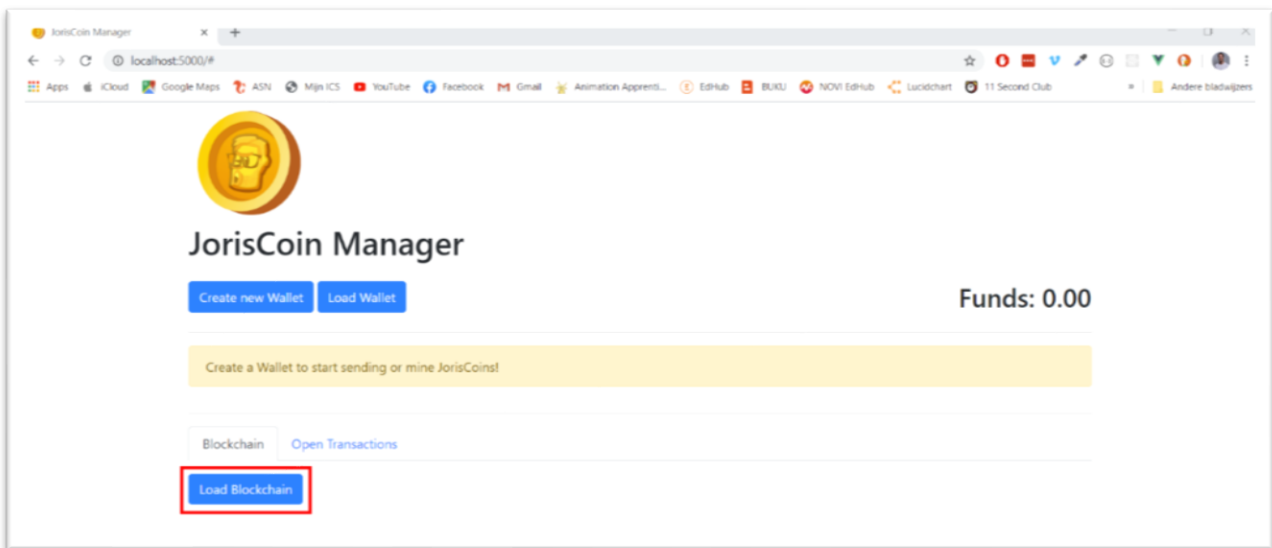 JorisCoin Manager
localhost:5000/#
Apps iCloud Google Maps ASN Mijn ICS YouTube Facebook Gmail Animation Apprenti... EdHub BUKU NOVI EdHub Lucidchart 11 Second Club » Andere bladwijzers
JorisCoin Manager
Create new Wallet Load Wallet Funds: 0.00
Create a Wallet to start sending or mine JorisCoins!
Blockchain Open Transactions
Load Blockchain